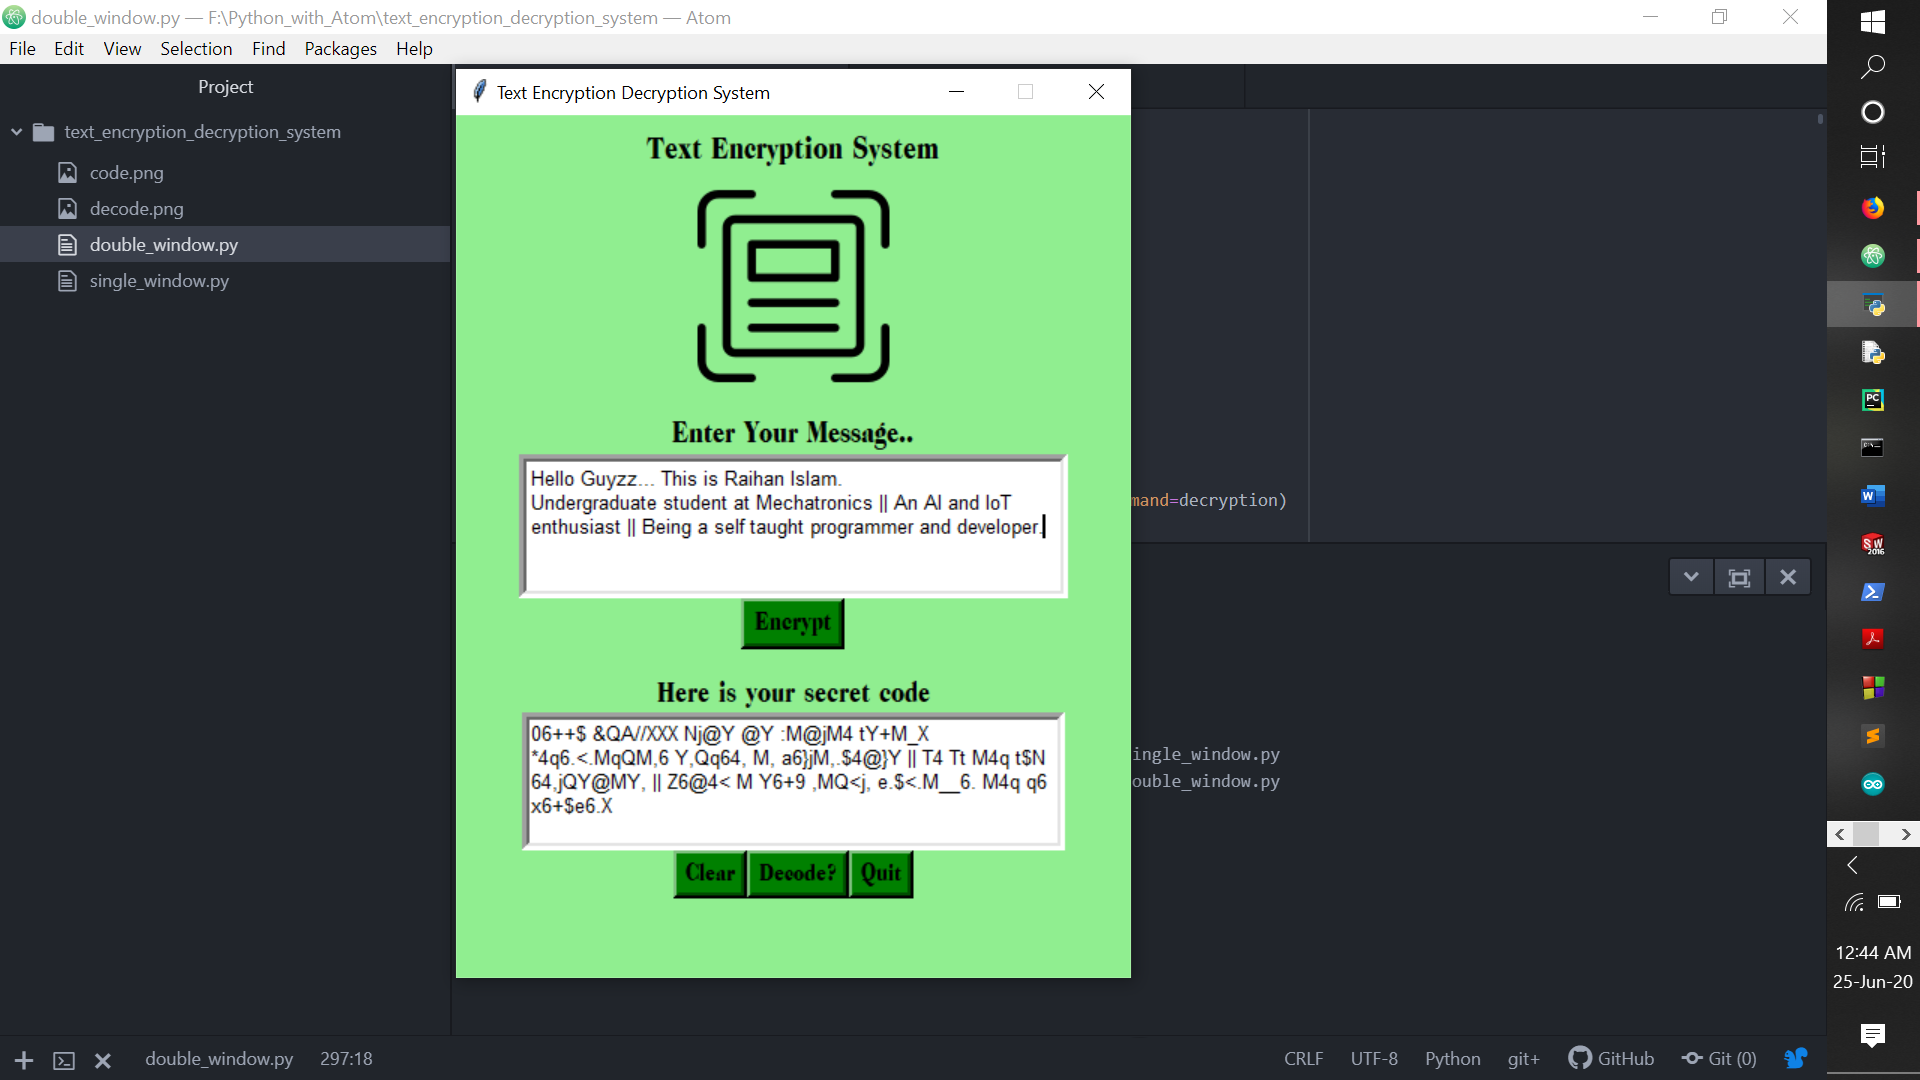 double_window.py — F:\Python_with_Atom\text_encryption_decryption_system — Atom
File Edit View Selection Find Packages Help
Project
text_encryption_decryption_system
code.png
decode.png
double_window.py
single_window.py
Text Encryption Decryption System
Text Encryption System
Enter Your Message..
Hello Guyzz... This is Raihan Islam.
Undergraduate student at Mechatronics || An AI and IoT
enthusiast || Being a self taught programmer and developer.
Encrypt
Here is your secret code
06++$ &QA//XXX Nj@Y @Y :M@jM4 tY+M_X
*4q6.<.MqQM,6 Y,Qq64, M, a6}jM,.$4@}Y || T4 Tt M4q t$N
64,jQY@MY, || Z6@4< M Y6+9 ,MQ<j, e.$<.M__6. M4q q6
x6+$e6.X
Clear Decode? Quit
mand=decryption)
ingle_window.py
ouble_window.py
double_window.py 297:18
CRLF UTF-8 Python git+ GitHub Git (0)
PC
W
SW
2016
12:44 AM
25-Jun-20